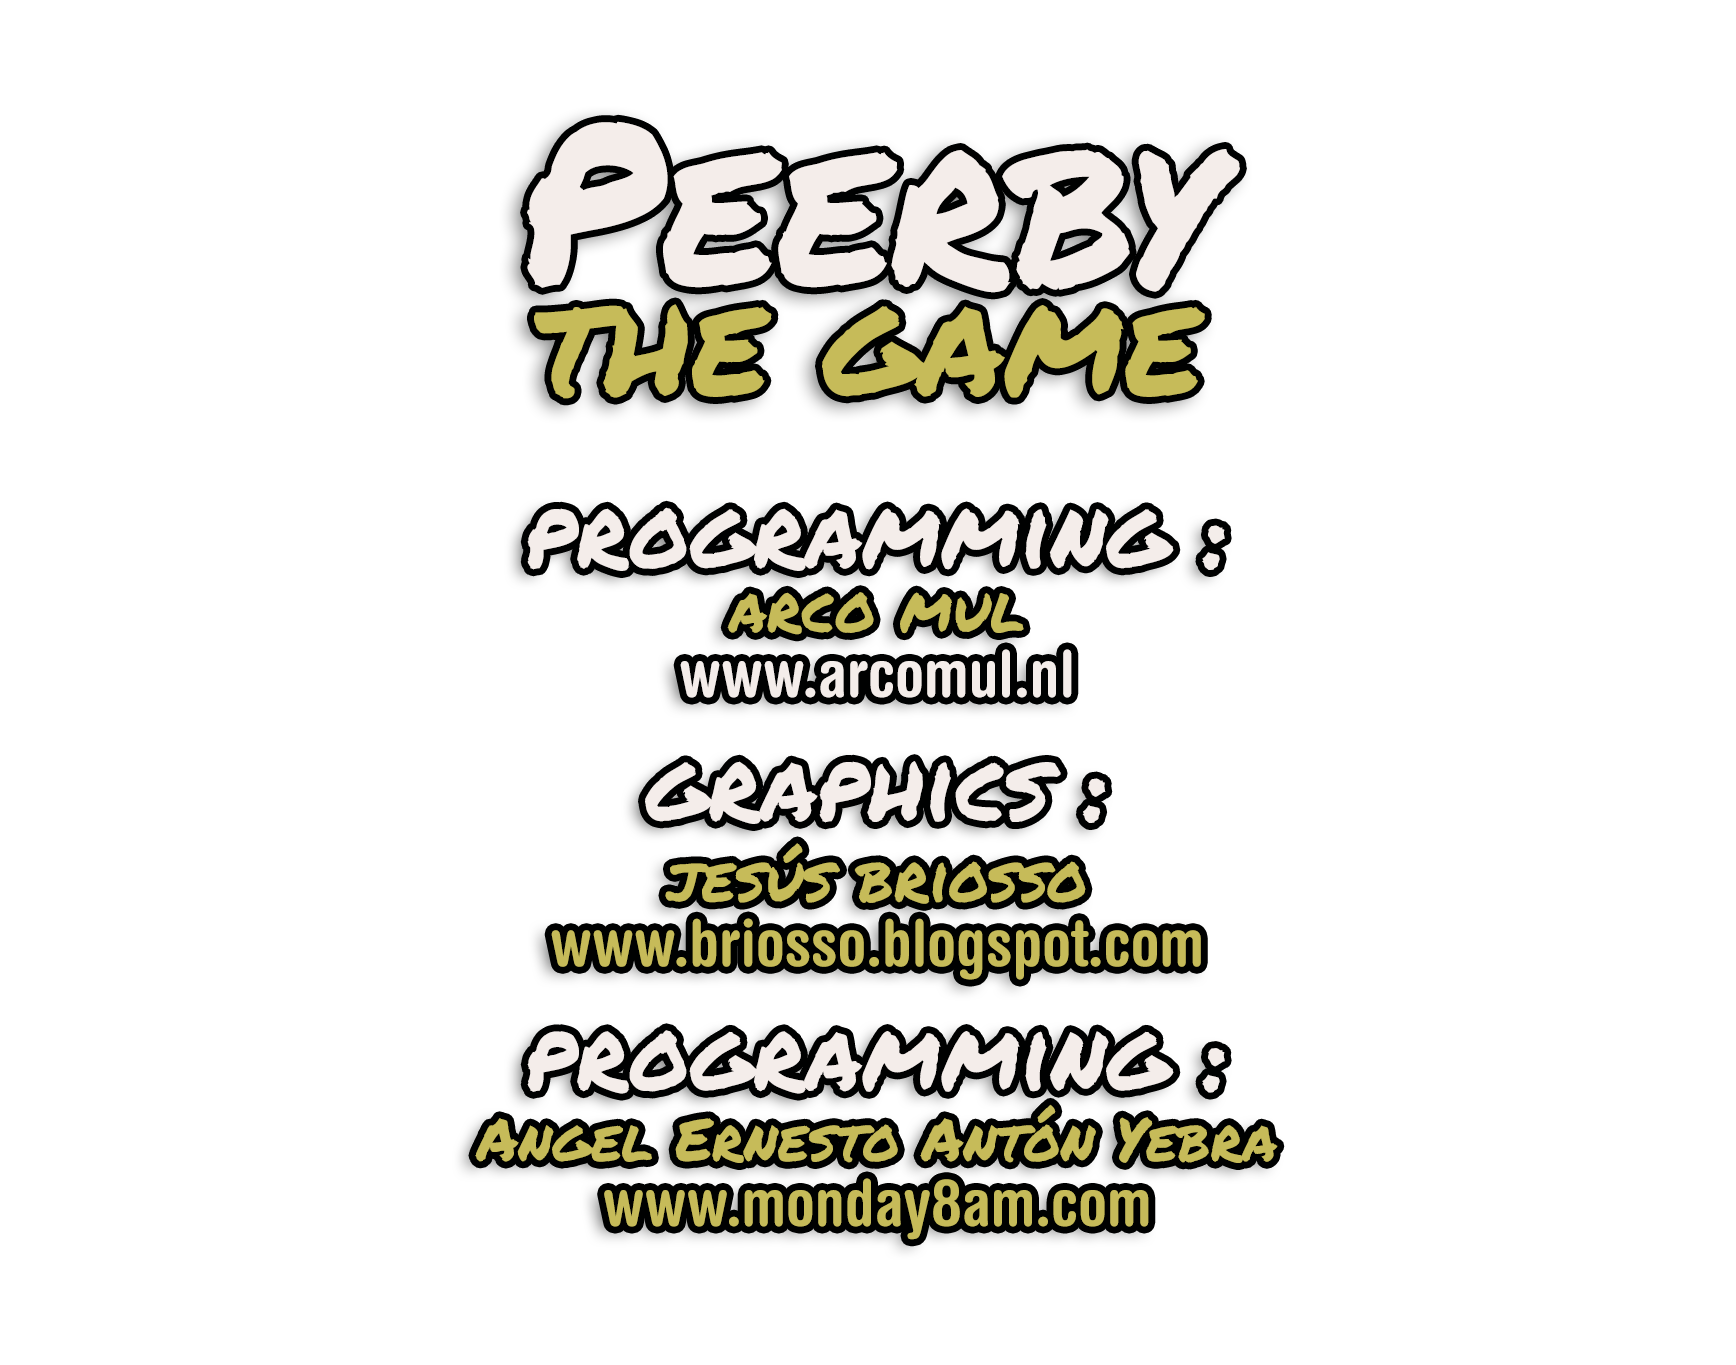 PEERBY
THE GAME
PROGRAMMING :
ARCO MUL
www.arcomul.nl
GRAPHICS :
JESÚS BRIOSSO
www.briosso.blogspot.com
PROGRAMMING :
ANGEL ERNESTO ANTÓN YEBRA
www.monday8am.com